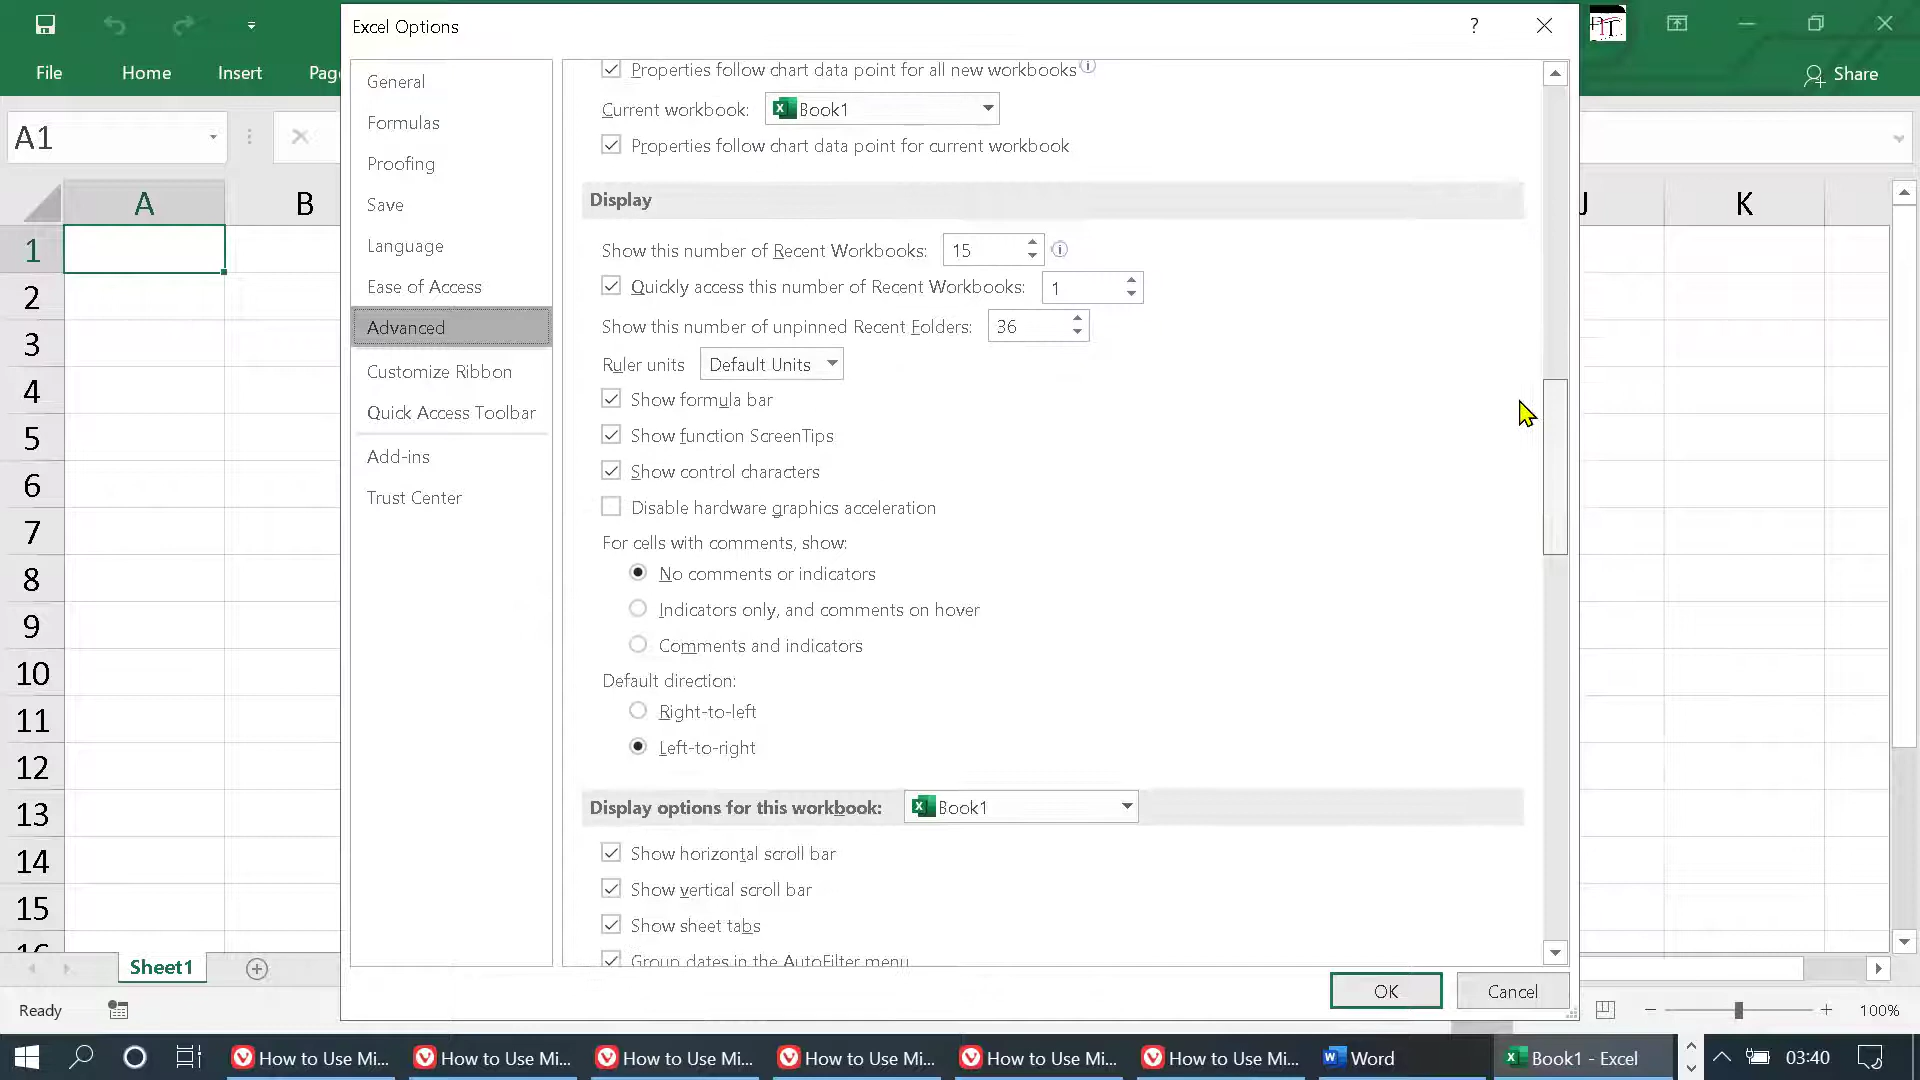 Excel Options
?
File
Home
Insert
Share
A1
A
B
K
1
2
3
4
5
6
7
8
9
10
11
12
13
14
15
General
Formulas
Proofing
Save
Language
Ease of Access
Advanced
Customize Ribbon
Quick Access Toolbar
Add-ins
Trust Center
Properties follow chart data point for all new workbooks
Current workbook: Book1
Properties follow chart data point for current workbook
Display
Show this number of Recent Workbooks: 15
Quickly access this number of Recent Workbooks: 1
Show this number of unpinned Recent Folders: 36
Ruler units Default Units
Show formula bar
Show function ScreenTips
Show control characters
Disable hardware graphics acceleration
For cells with comments, show:
No comments or indicators
Indicators only, and comments on hover
Comments and indicators
Default direction:
Right-to-left
Left-to-right
Display options for this workbook: Book1
Show horizontal scroll bar
Show vertical scroll bar
Show sheet tabs
Group dates in the AutoFilter menu
OK
Cancel
Sheet1
Ready
100%
How to Use Mi...
How to Use Mi...
How to Use Mi...
How to Use Mi...
How to Use Mi...
How to Use Mi...
Word
Book1 - Excel
03:40